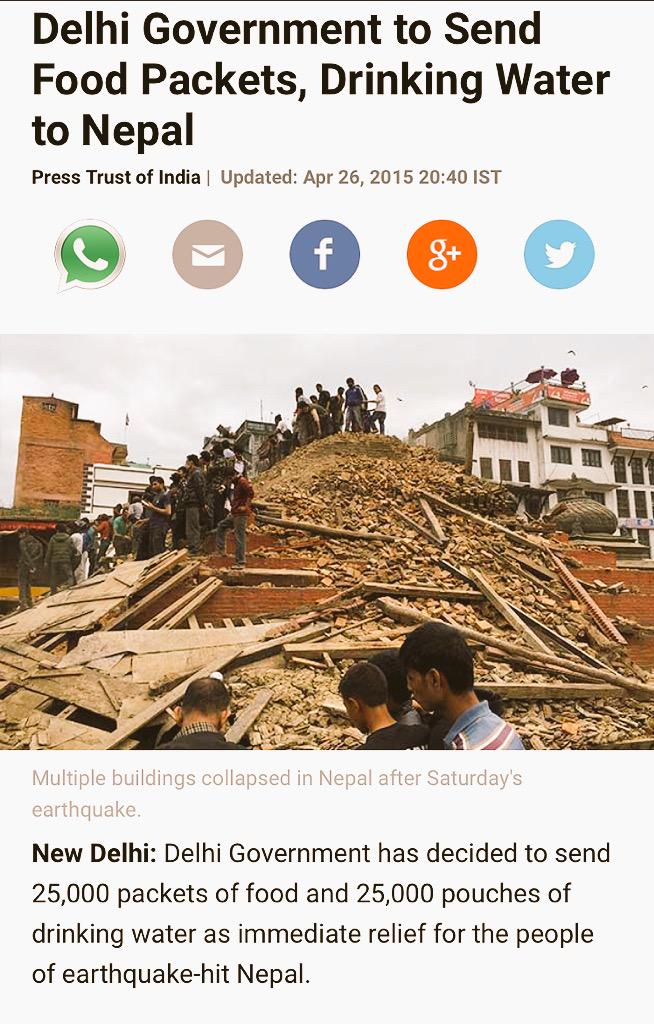 Delhi Government to Send
Food Packets, Drinking Water
to Nepal
Press Trust of India | Updated: Apr 26, 2015 20:40 IST
f
g+
Multiple buildings collapsed in Nepal after Saturday's
earthquake.
New Delhi: Delhi Government has decided to send
25,000 packets of food and 25,000 pouches of
drinking water as immediate relief for the people
of earthquake-hit Nepal.